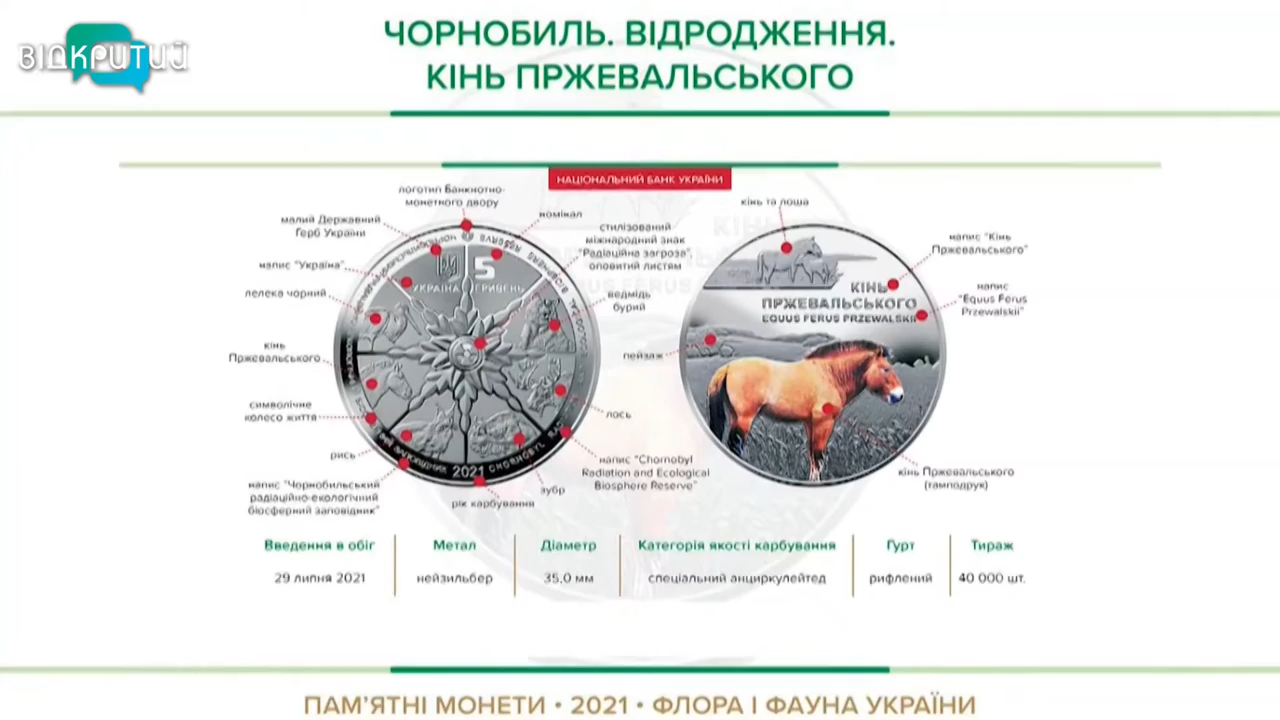 ВІДКРИТИЙ
ЧОРНОБИЛЬ. ВІДРОДЖЕННЯ.
КІНЬ ПРЖЕВАЛЬСЬКОГО
НАЦІОНАЛЬНИЙ БАНК УКРАЇНИ
логотип Банкнотно-
монетного двору
малий Державний
Герб України
напис "Україна"
лелека чорний
кінь
Пржевальського
символічне
колесо життя
рись
напис "Чорнобильський
радіаційно-екологічний
біосферний заповідник"
номінал
стилізований
міжнародний знак
"Радіаційна загроза",
оповитий листям
ведмідь
бурий
лось
напис "Chornobyl
Radiation and Ecological
Biosphere Reserve"
зубр
рік карбування
5
УКРАЇНА
ГРИВЕНЬ
ЗАПОВІДНИК 2021 CHORNOBYL
кінь та лоша
напис "Кінь
Пржевальського"
напис
"Equus Ferus
Przewalskii"
пейзаж
кінь Пржевальського
(тамподрук)
КІНЬ
ПРЖЕВАЛЬСЬКОГО
EQUUS FERUS PRZEWALSKII
Введення в обіг
Метал
Діаметр
Категорія якості карбування
Гурт
Тираж
29 липня 2021
нейзильбер
35,0 мм
спеціальний анциркулейтед
рифлений
40 000 шт.
ПАМ'ЯТНІ МОНЕТИ • 2021 • ФЛОРА І ФАУНА УКРАЇНИ